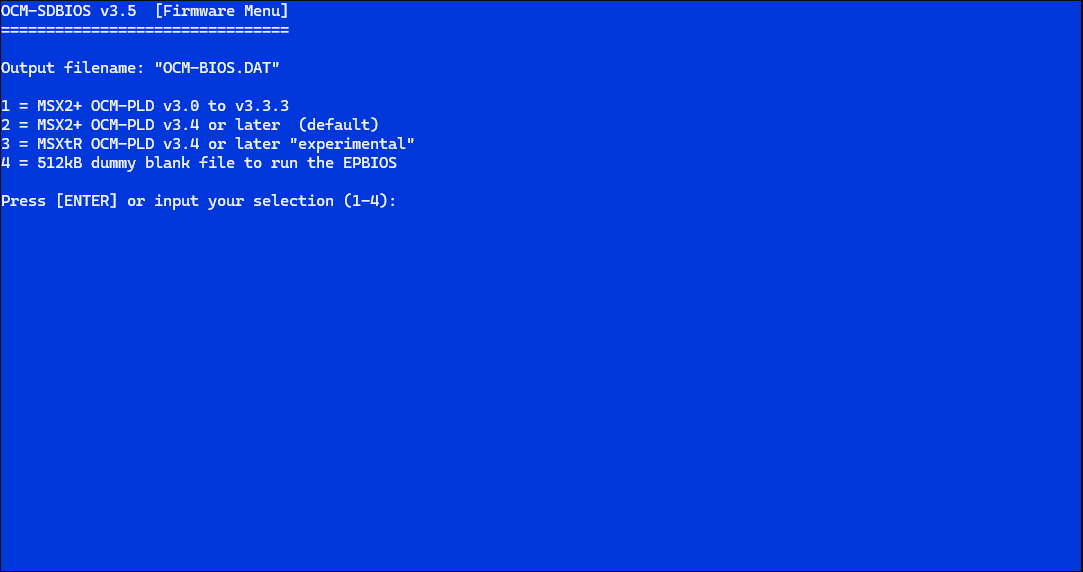 OCM-SDBIOS v3.5  [Firmware Menu]
================================
Output filename: "OCM-BIOS.DAT"
1 = MSX2+ OCM-PLD v3.0 to v3.3.3
2 = MSX2+ OCM-PLD v3.4 or later  (default)
3 = MSXtR OCM-PLD v3.4 or later "experimental"
4 = 512kB dummy blank file to run the EPBIOS
Press [ENTER] or input your selection (1-4):